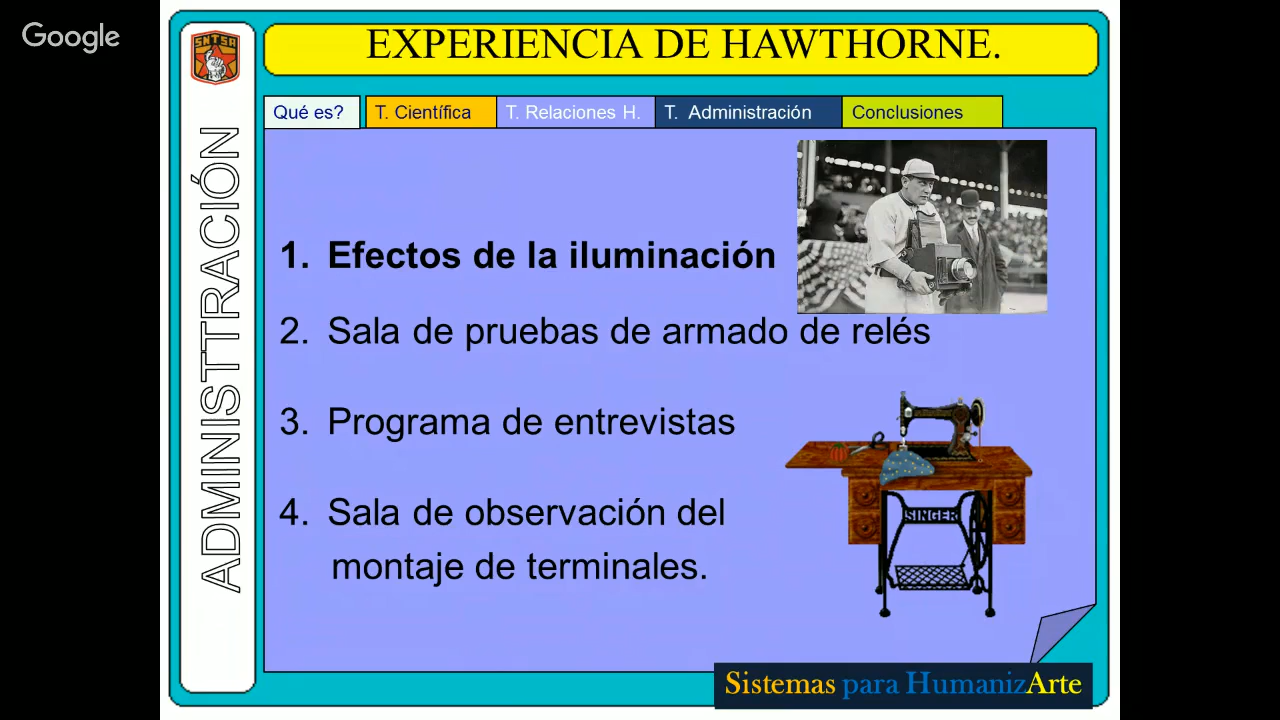 Google
SNTSA
EXPERIENCIA DE HAWTHORNE.
Qué es?
T. Científica
T. Relaciones H.
T. Administración
Conclusiones
ADMINISTTRACIÓN
1. Efectos de la iluminación
2. Sala de pruebas de armado de relés
3. Programa de entrevistas
4. Sala de observación del
montaje de terminales.
SINGER
Sistemas para HumanizArte